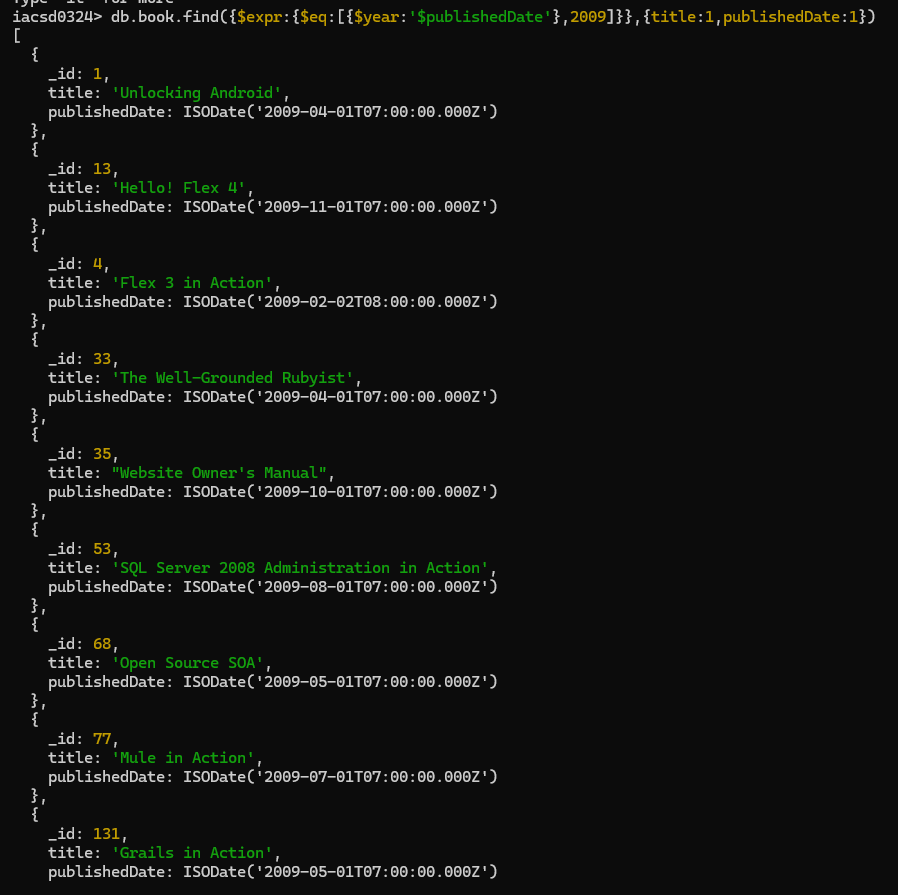 Type "it" for more
iacsd0324> db.book.find({$expr:{$eq:[{$year:'$publishedDate'},2009]}},{title:1,publishedDate:1})
[
  {
    _id: 1,
    title: 'Unlocking Android',
    publishedDate: ISODate('2009-04-01T07:00:00.000Z')
  },
  {
    _id: 13,
    title: 'Hello! Flex 4',
    publishedDate: ISODate('2009-11-01T07:00:00.000Z')
  },
  {
    _id: 4,
    title: 'Flex 3 in Action',
    publishedDate: ISODate('2009-02-02T08:00:00.000Z')
  },
  {
    _id: 33,
    title: 'The Well-Grounded Rubyist',
    publishedDate: ISODate('2009-04-01T07:00:00.000Z')
  },
  {
    _id: 35,
    title: "Website Owner's Manual",
    publishedDate: ISODate('2009-10-01T07:00:00.000Z')
  },
  {
    _id: 53,
    title: 'SQL Server 2008 Administration in Action',
    publishedDate: ISODate('2009-08-01T07:00:00.000Z')
  },
  {
    _id: 68,
    title: 'Open Source SOA',
    publishedDate: ISODate('2009-05-01T07:00:00.000Z')
  },
  {
    _id: 77,
    title: 'Mule in Action',
    publishedDate: ISODate('2009-07-01T07:00:00.000Z')
  },
  {
    _id: 131,
    title: 'Grails in Action',
    publishedDate: ISODate('2009-05-01T07:00:00.000Z')